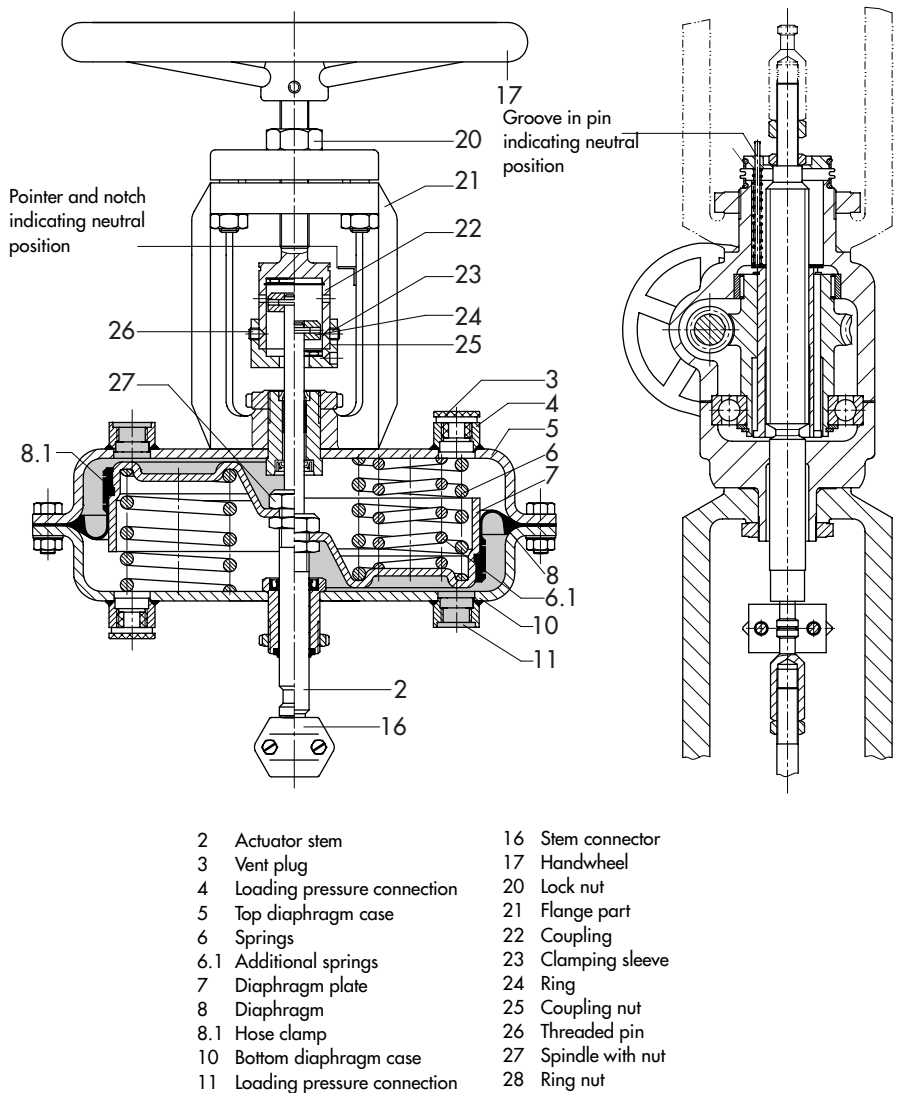 17
Groove in pin
indicating neutral
position
20
21
Pointer and notch
indicating neutral
position
22
23
24
25
26
27
3
4
5
6
7
8.1
8
6.1
10
11
2
16
2 Actuator stem
3 Vent plug
4 Loading pressure connection
5 Top diaphragm case
6 Springs
6.1 Additional springs
7 Diaphragm plate
8 Diaphragm
8.1 Hose clamp
10 Bottom diaphragm case
11 Loading pressure connection
16 Stem connector
17 Handwheel
20 Lock nut
21 Flange part
22 Coupling
23 Clamping sleeve
24 Ring
25 Coupling nut
26 Threaded pin
27 Spindle with nut
28 Ring nut